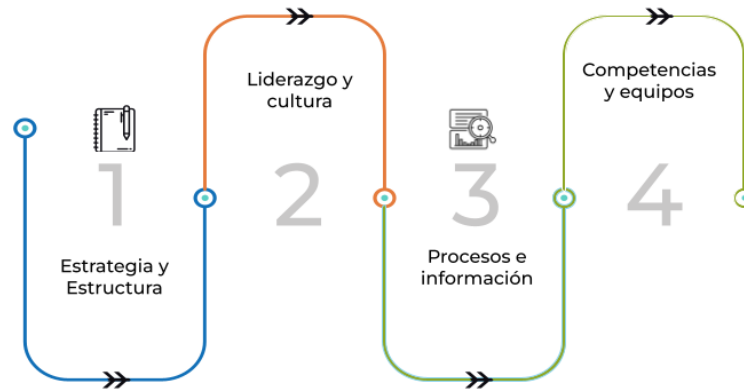 1
Estrategia y
Estructura
Liderazgo y
cultura
2
3
Procesos e
información
Competencias
y equipos
4